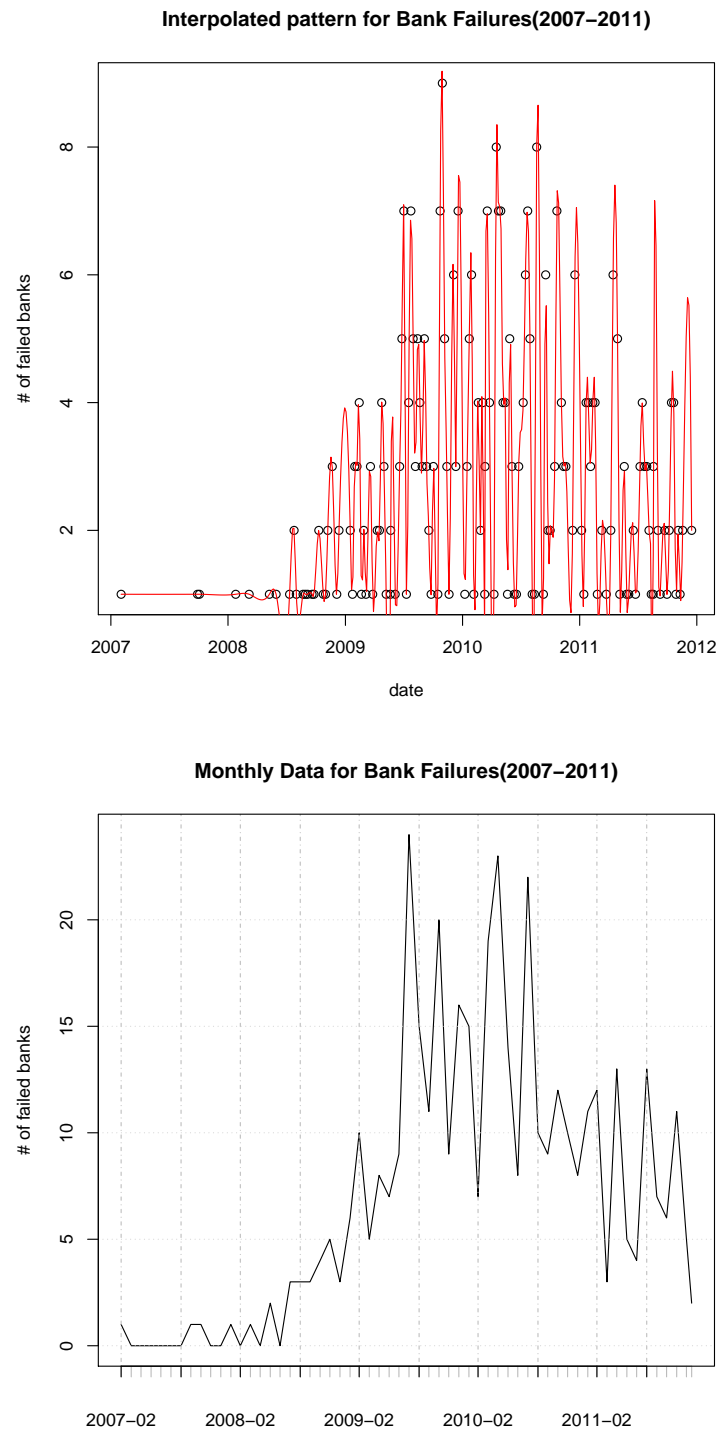 Interpolated pattern for Bank Failures(2007−2011)
# of failed banks
8
6
4
2
2007 2008 2009 2010 2011 2012
date
Monthly Data for Bank Failures(2007−2011)
# of failed banks
20
15
10
5
0
2007−02 2008−02 2009−02 2010−02 2011−02